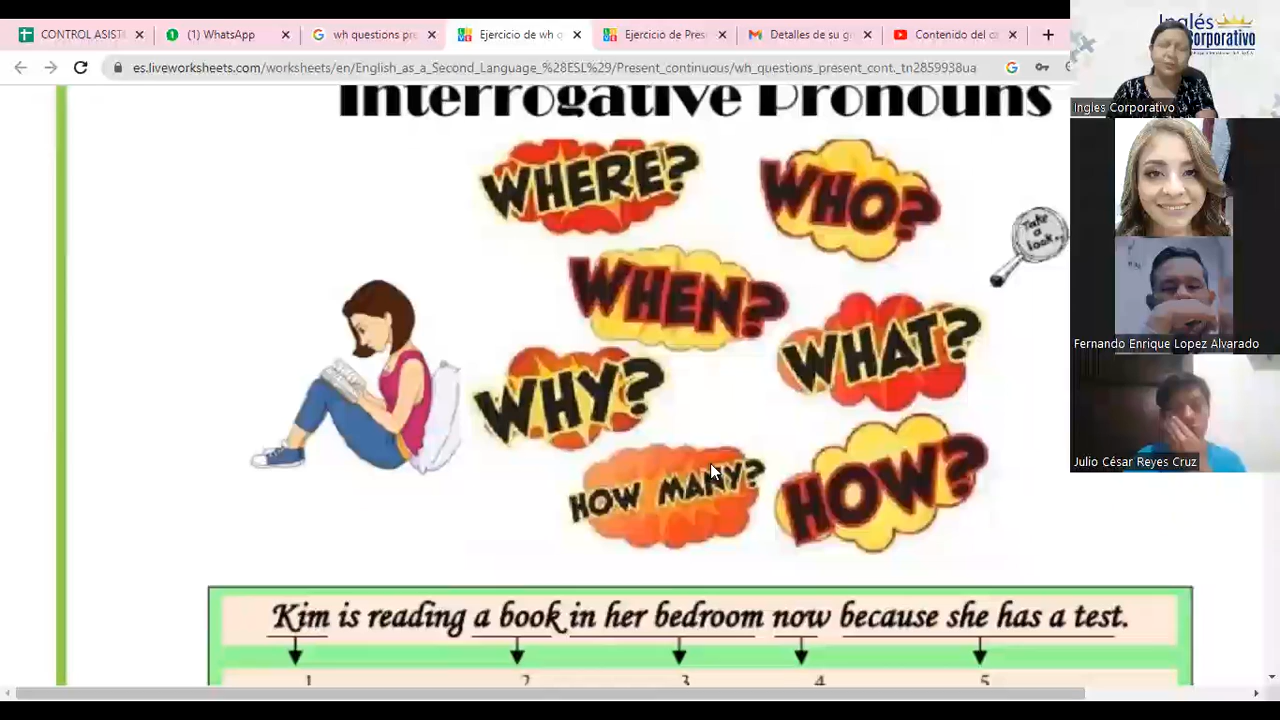 CONTROL ASIST
(1) WhatsApp
wh questions pre
Ejercicio de wh q
Ejercicio de Pres
Detalles de su g
Contenido del c
es.liveworksheets.com/worksheets/en/English_as_a_Second_Language_%28ESL%29/Present_continuous/wh_questions_present_cont._tn2859938ua
Inglés
Corporativo
Ingles Corporativo
Interrogative Pronouns
WHERE?
WHO?
Take
a
look..
WHEN?
WHAT?
WHY?
HOW MANY?
HOW?
Fernando Enrique Lopez Alvarado
Julio César Reyes Cruz
Kim is reading a book in her bedroom now because she has a test.
1 2 3 4 5